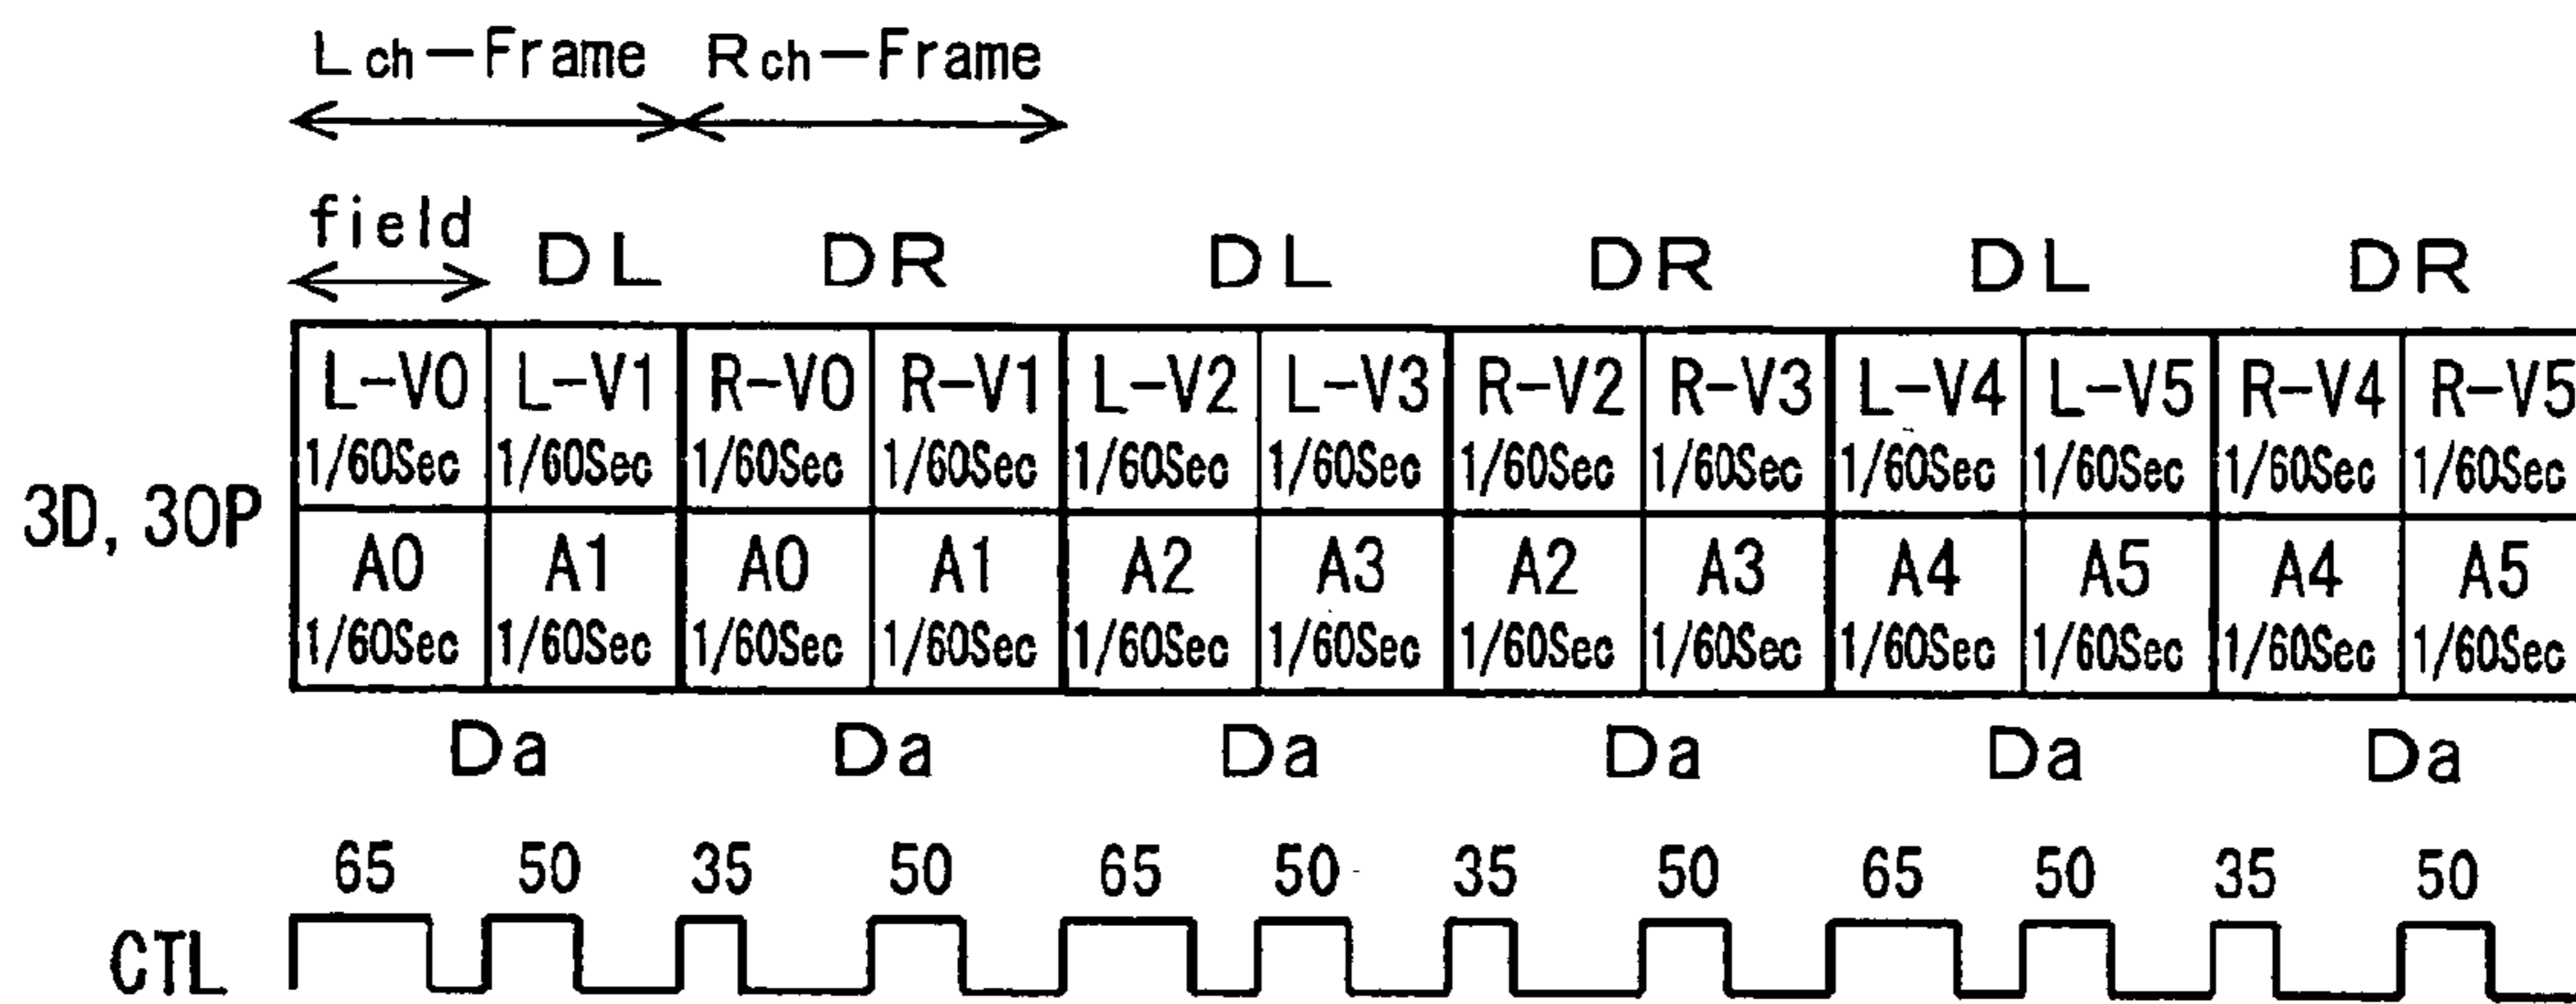 Lch-Frame Rch-Frame
field DL DR DL DR DL DR
L-V0 L-V1 R-V0 R-V1 L-V2 L-V3 R-V2 R-V3 L-V4 L-V5 R-V4 R-V5
1/60Sec 1/60Sec 1/60Sec 1/60Sec 1/60Sec 1/60Sec 1/60Sec 1/60Sec 1/60Sec 1/60Sec 1/60Sec 1/60Sec
3D, 30P
A0 A1 A0 A1 A2 A3 A2 A3 A4 A5 A4 A5
1/60Sec 1/60Sec 1/60Sec 1/60Sec 1/60Sec 1/60Sec 1/60Sec 1/60Sec 1/60Sec 1/60Sec 1/60Sec 1/60Sec
Da Da Da Da Da Da
65 50 35 50 65 50 35 50 65 50 35 50
CTL